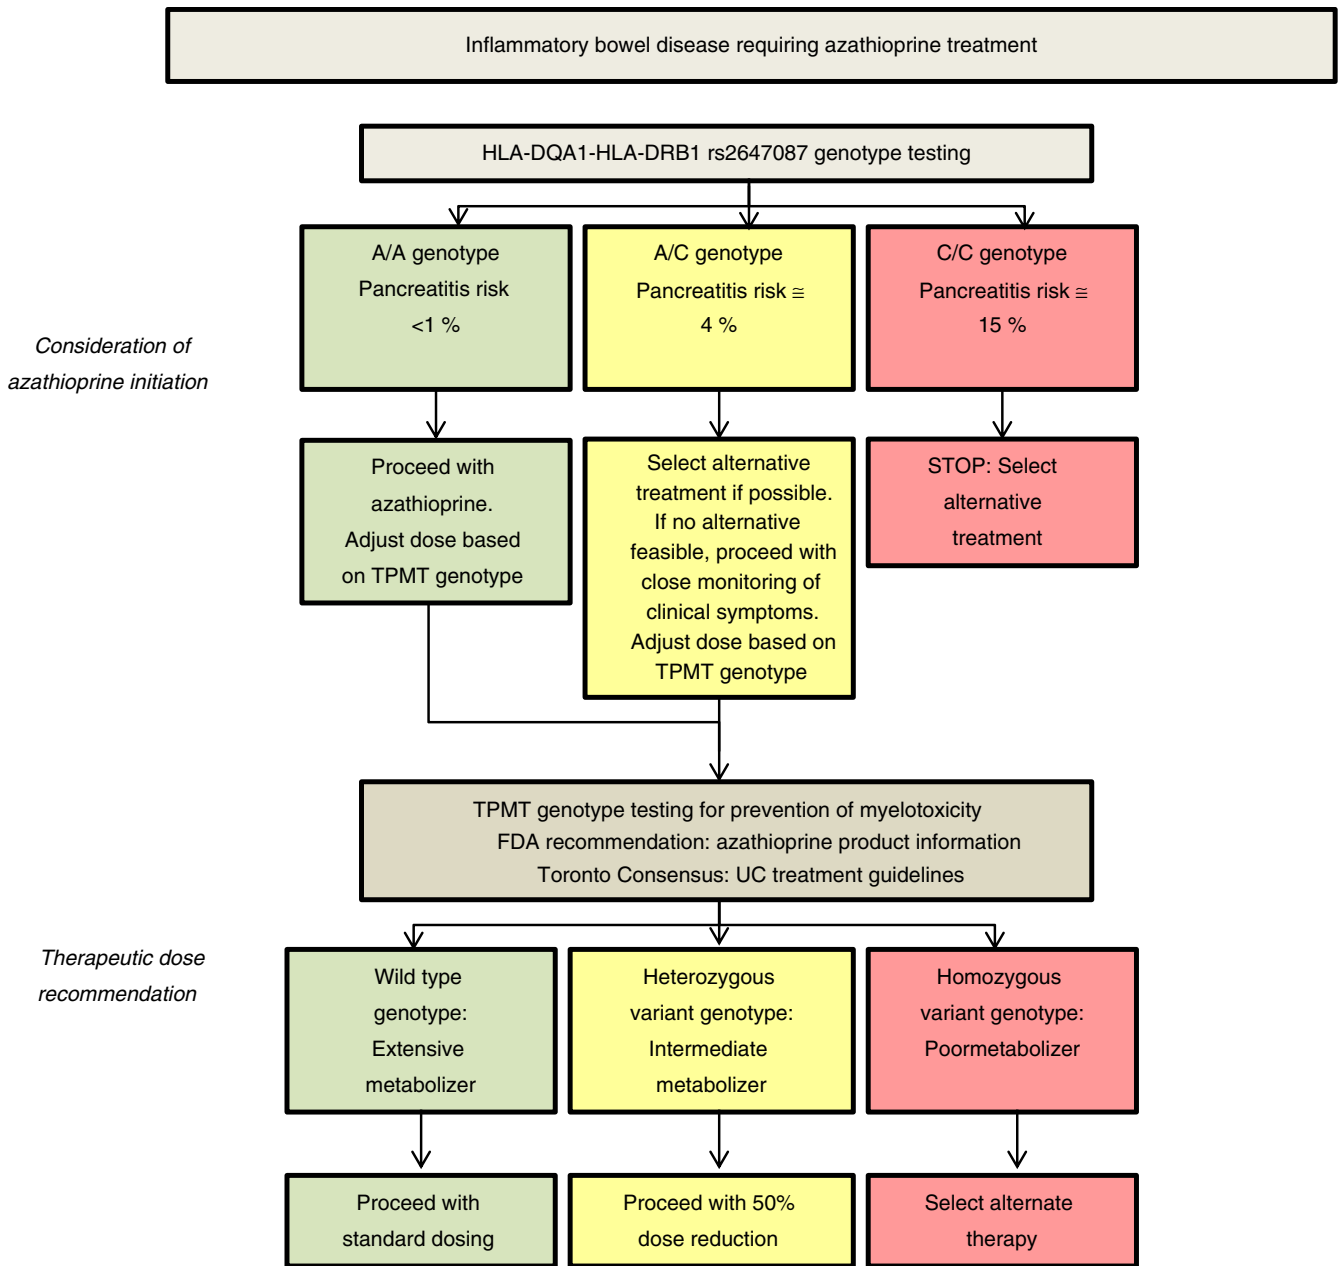 Inflammatory bowel disease requiring azathioprine treatment
HLA-DQA1-HLA-DRB1 rs2647087 genotype testing
A/A genotype
Pancreatitis risk
<1 %
A/C genotype
Pancreatitis risk ≅
4 %
C/C genotype
Pancreatitis risk ≅
15 %
Consideration of
azathioprine initiation
Proceed with
azathioprine.
Adjust dose based
on TPMT genotype
Select alternative
treatment if possible.
If no alternative
feasible, proceed with
close monitoring of
clinical symptoms.
Adjust dose based on
TPMT genotype
STOP: Select
alternative
treatment
TPMT genotype testing for prevention of myelotoxicity
FDA recommendation: azathioprine product information
Toronto Consensus: UC treatment guidelines
Therapeutic dose
recommendation
Wild type
genotype:
Extensive
metabolizer
Heterozygous
variant genotype:
Intermediate
metabolizer
Homozygous
variant genotype:
Poormetabolizer
Proceed with
standard dosing
Proceed with 50%
dose reduction
Select alternate
therapy